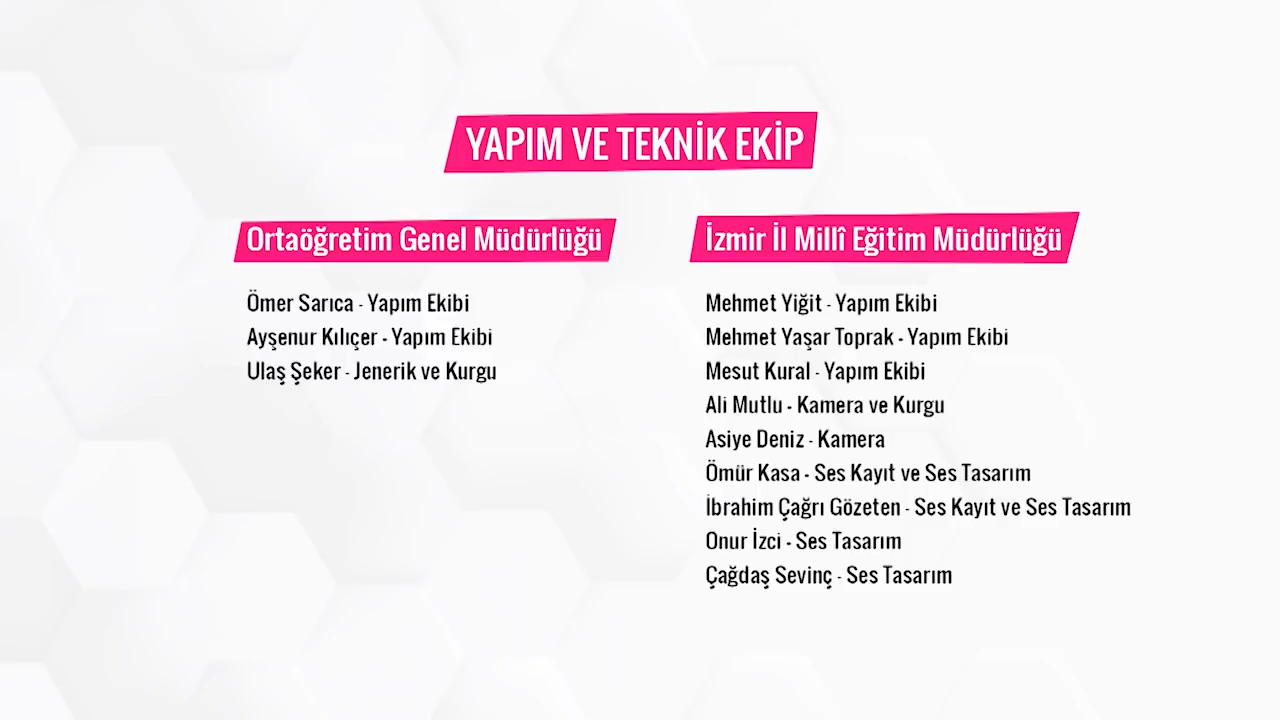 YAPIM VE TEKNİK EKİP
Ortaöğretim Genel Müdürlüğü
Ömer Sarıca - Yapım Ekibi
Ayşenur Kılıçer - Yapım Ekibi
Ulaş Şeker - Jenerik ve Kurgu
İzmir İl Millî Eğitim Müdürlüğü
Mehmet Yiğit - Yapım Ekibi
Mehmet Yaşar Toprak - Yapım Ekibi
Mesut Kural - Yapım Ekibi
Ali Mutlu - Kamera ve Kurgu
Asiye Deniz - Kamera
Ömür Kasa - Ses Kayıt ve Ses Tasarım
İbrahim Çağrı Gözeten - Ses Kayıt ve Ses Tasarım
Onur İzci - Ses Tasarım
Çağdaş Sevinç - Ses Tasarım